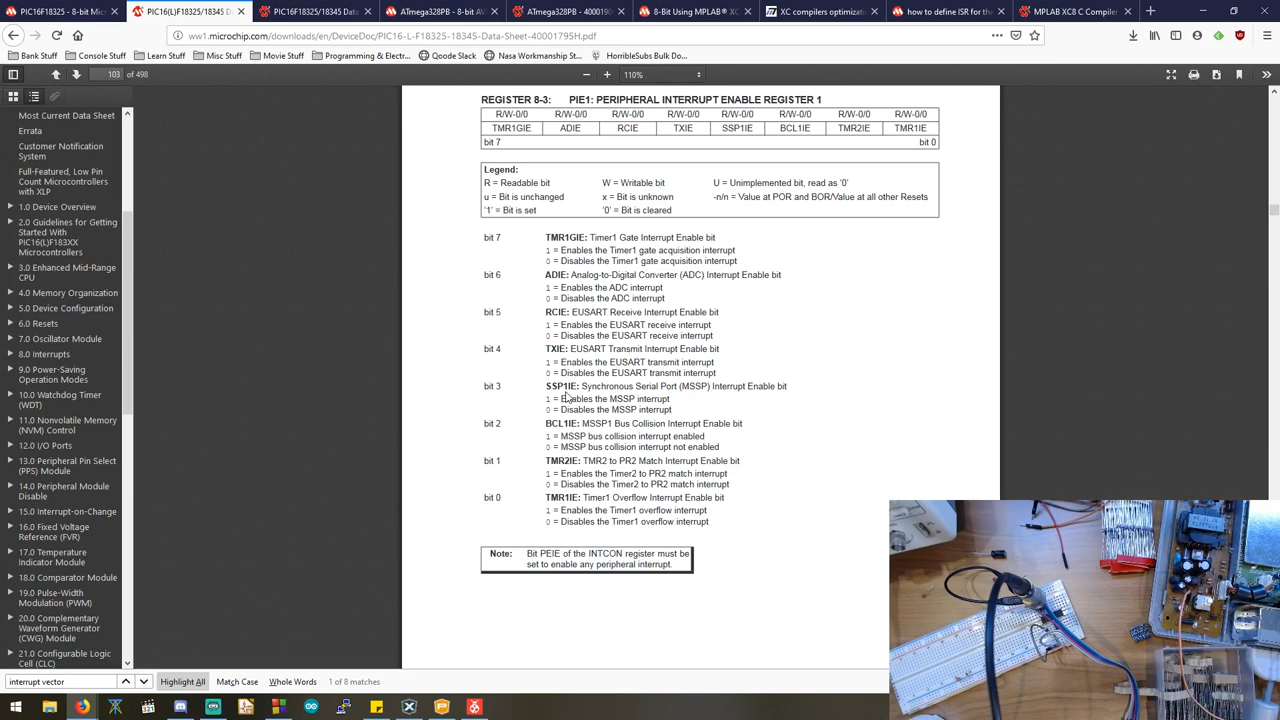 PIC16F18325 - 8-bit Micr
PIC16(L)F18325/18345 Da
PIC16F18325/18345 Data
ATmega328PB - 8-bit AVI
ATmega328PB - 4000190
8-Bit Using MPLAB® XC
XC compilers optimizatio
how to define ISR for the
MPLAB XC8 C Compiler
ww1.microchip.com/downloads/en/DeviceDoc/PIC16-L-F18325-18345-Data-Sheet-40001795H.pdf
Bank Stuff Console Stuff Learn Stuff Misc Stuff Movie Stuff Programming & Electr... Qoode Slack Nasa Workmanship St... HorribleSubs Bulk Do...
103 of 498
110%
Most Current Data Sheet
Errata
Customer Notification
System
Full-Featured, Low Pin
Count Microcontrollers
with XLP
1.0 Device Overview
2.0 Guidelines for Getting
Started With
PIC16(L)F183XX
Microcontrollers
3.0 Enhanced Mid-Range
CPU
4.0 Memory Organization
5.0 Device Configuration
6.0 Resets
7.0 Oscillator Module
8.0 Interrupts
9.0 Power-Saving
Operation Modes
10.0 Watchdog Timer
(WDT)
11.0 Nonvolatile Memory
(NVM) Control
12.0 I/O Ports
13.0 Peripheral Pin Select
(PPS) Module
14.0 Peripheral Module
Disable
15.0 Interrupt-on-Change
16.0 Fixed Voltage
Reference (FVR)
17.0 Temperature
Indicator Module
18.0 Comparator Module
19.0 Pulse-Width
Modulation (PWM)
20.0 Complementary
Waveform Generator
(CWG) Module
21.0 Configurable Logic
Cell (CLC)
REGISTER 8-3: PIE1: PERIPHERAL INTERRUPT ENABLE REGISTER 1
R/W-0/0 R/W-0/0 R/W-0/0 R/W-0/0 R/W-0/0 R/W-0/0 R/W-0/0 R/W-0/0
TMR1GIE ADIE RCIE TXIE SSP1IE BCL1IE TMR2IE TMR1IE
bit 7 bit 0
Legend:
R = Readable bit W = Writable bit U = Unimplemented bit, read as ‘0’
u = Bit is unchanged x = Bit is unknown -n/n = Value at POR and BOR/Value at all other Resets
‘1’ = Bit is set ‘0’ = Bit is cleared
bit 7 TMR1GIE: Timer1 Gate Interrupt Enable bit
1 = Enables the Timer1 gate acquisition interrupt
0 = Disables the Timer1 gate acquisition interrupt
bit 6 ADIE: Analog-to-Digital Converter (ADC) Interrupt Enable bit
1 = Enables the ADC interrupt
0 = Disables the ADC interrupt
bit 5 RCIE: EUSART Receive Interrupt Enable bit
1 = Enables the EUSART receive interrupt
0 = Disables the EUSART receive interrupt
bit 4 TXIE: EUSART Transmit Interrupt Enable bit
1 = Enables the EUSART transmit interrupt
0 = Disables the EUSART transmit interrupt
bit 3 SSP1IE: Synchronous Serial Port (MSSP) Interrupt Enable bit
1 = Enables the MSSP interrupt
0 = Disables the MSSP interrupt
bit 2 BCL1IE: MSSP1 Bus Collision Interrupt Enable bit
1 = MSSP bus collision interrupt enabled
0 = MSSP bus collision interrupt not enabled
bit 1 TMR2IE: TMR2 to PR2 Match Interrupt Enable bit
1 = Enables the Timer2 to PR2 match interrupt
0 = Disables the Timer2 to PR2 match interrupt
bit 0 TMR1IE: Timer1 Overflow Interrupt Enable bit
1 = Enables the Timer1 overflow interrupt
0 = Disables the Timer1 overflow interrupt
Note: Bit PEIE of the INTCON register must be
set to enable any peripheral interrupt.
interrupt vector
Highlight All Match Case Whole Words 1 of 8 matches